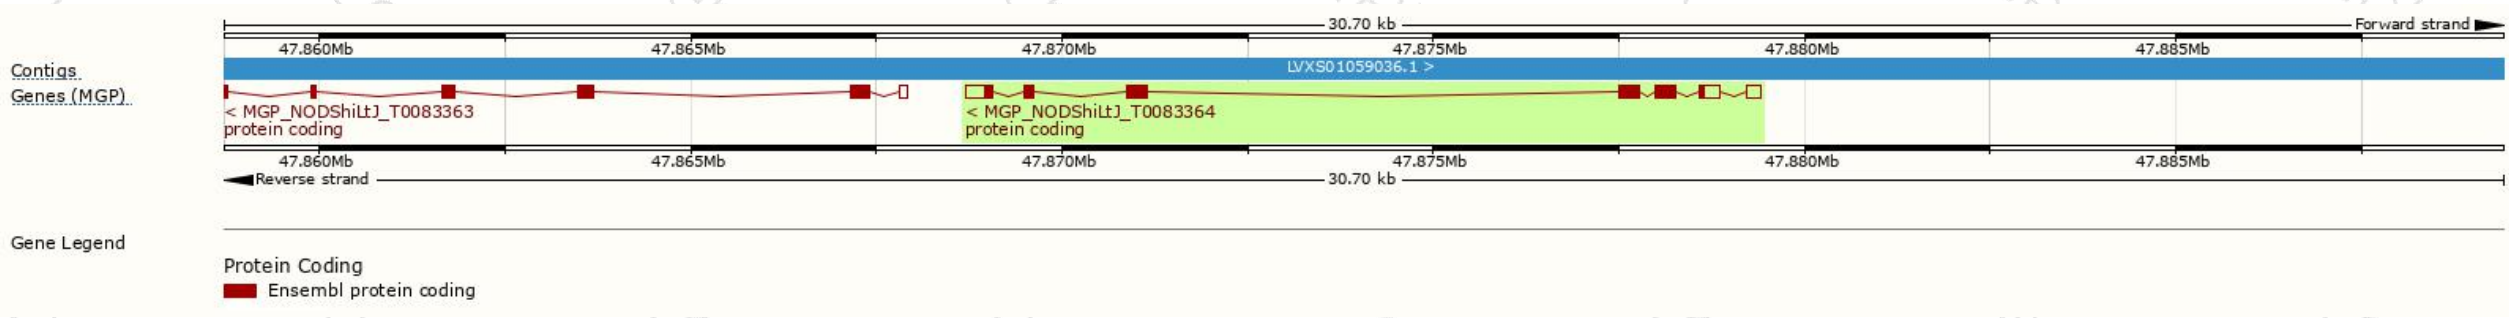 30.70 kb Forward strand
47.860Mb 47.865Mb 47.870Mb 47.875Mb 47.880Mb 47.885Mb
Contigs LVXS01059036.1 >
Genes (MGP)
< MGP_NODShiLtJ_T0083363 < MGP_NODShiLtJ_T0083364
protein coding protein coding
47.860Mb 47.865Mb 47.870Mb 47.875Mb 47.880Mb 47.885Mb
Reverse strand 30.70 kb
Gene Legend
Protein Coding
Ensembl protein coding